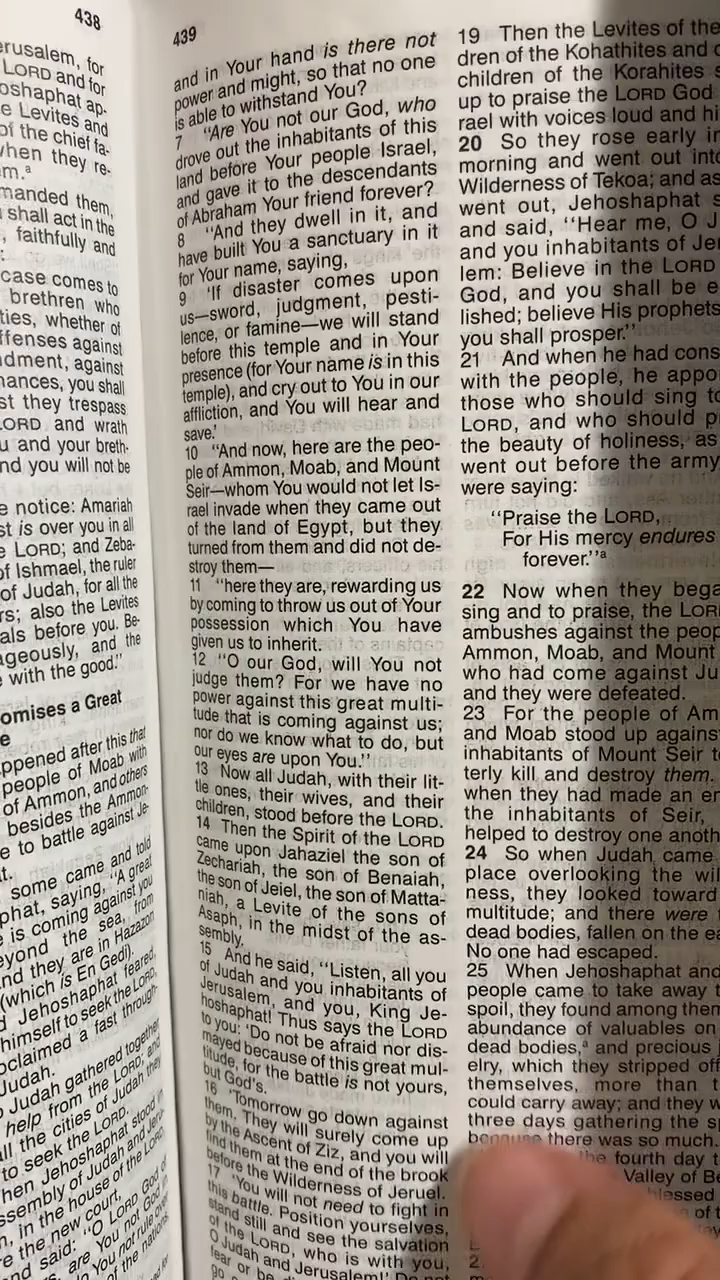 438
erusalem, for
LORD and for
oshaphat ap-
e Levites and
of the chief fa-
when they re-
m.ª
manded them,
shall act in the
, faithfully and
:
case comes to
brethren who
ties, whether of
ffenses against
ndment, against
nances, you shall
st they trespass
LORD and wrath
u and your breth-
nd you will not be
e notice: Amariah
st is over you in all
e LORD; and Zeba-
of Ishmael, the ruler
of Judah, for all the
rs; also the Levites
als before you. Be-
ageously, and the
e with the good."
omises a Great
e
appened after this that
people of Moab with
of Ammon, and others
besides the Ammon-
e to battle against Je-
t.
some came and told
phat, saying, "A great
e is coming against you
eyond the sea, from
nd they are in Hazazon
(which is En Gedi).
d Jehoshaphat feared,
himself to seek the LORD,
oclaimed a fast through-
Judah.
o Judah gathered together
help from the LORD; and
all the cities of Judah they
to seek the LORD.
hen Jehoshaphat stood in
ssembly of Judah and Jeru-
n, in the house of the LORD,
e the new court,
nd said: "O LORD God of
s, are You not God in
d of the nations
439
and in Your hand is there not
power and might, so that no one
is able to withstand You?
7 "Are You not our God, who
drove out the inhabitants of this
land before Your people Israel,
and gave it to the descendants
of Abraham Your friend forever?
8 "And they dwell in it, and
have built You a sanctuary in it
for Your name, saying,
9 'If disaster comes upon
us—sword, judgment, pesti-
lence, or famine—we will stand
before this temple and in Your
presence (for Your name is in this
temple), and cry out to You in our
affliction, and You will hear and
save.'
10 "And now, here are the peo-
ple of Ammon, Moab, and Mount
Seir—whom You would not let Is-
rael invade when they came out
of the land of Egypt, but they
turned from them and did not de-
stroy them—
11 "here they are, rewarding us
by coming to throw us out of Your
possession which You have
given us to inherit.
12 "O our God, will You not
judge them? For we have no
power against this great multi-
tude that is coming against us;
nor do we know what to do, but
our eyes are upon You."
13 Now all Judah, with their lit-
tle ones, their wives, and their
children, stood before the LORD.
14 Then the Spirit of the LORD
came upon Jahaziel the son of
Zechariah, the son of Benaiah,
the son of Jeiel, the son of Matta-
niah, a Levite of the sons of
Asaph, in the midst of the as-
sembly.
15 And he said, "Listen, all you
of Judah and you inhabitants of
Jerusalem, and you, King Je-
hoshaphat! Thus says the LORD
to you: 'Do not be afraid nor dis-
mayed because of this great mul-
titude, for the battle is not yours,
but God's.
16 'Tomorrow go down against
them. They will surely come up
by the Ascent of Ziz, and you will
find them at the end of the brook
before the Wilderness of Jeruel.
17 'You will not need to fight in
this battle. Position yourselves,
stand still and see the salvation
of the LORD, who is with you,
O Judah and Jerusalem!' Do not
fear or be
19 Then the Levites of the
dren of the Kohathites and
children of the Korahites s
up to praise the LORD God
rael with voices loud and hi
20 So they rose early in
morning and went out into
Wilderness of Tekoa; and as
went out, Jehoshaphat s
and said, "Hear me, O J
and you inhabitants of Jer
lem: Believe in the LORD
God, and you shall be e
lished; believe His prophets
you shall prosper."
21 And when he had cons
with the people, he appo
those who should sing to
LORD, and who should p
the beauty of holiness, as
went out before the army
were saying:
"Praise the LORD,
For His mercy endures
forever."ª
22 Now when they bega
sing and to praise, the LOR
ambushes against the peop
Ammon, Moab, and Mount
who had come against Ju
and they were defeated.
23 For the people of Am
and Moab stood up agains
inhabitants of Mount Seir to
terly kill and destroy them.
when they had made an en
the inhabitants of Seir,
helped to destroy one anoth
24 So when Judah came
place overlooking the wil
ness, they looked toward
multitude; and there were
dead bodies, fallen on the ea
No one had escaped.
25 When Jehoshaphat and
people came to take away t
spoil, they found among them
abundance of valuables on
dead bodies,ª and precious
elry, which they stripped off
themselves, more than t
could carry away; and they w
three days gathering the sp
because there was so much.
the fourth day t
Valley of Be
blessed
of t